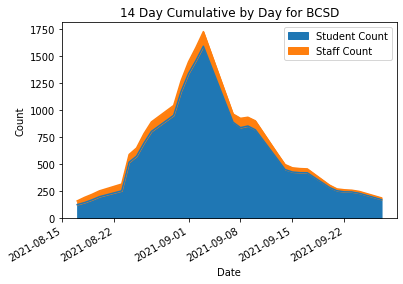 14 Day Cumulative by Day for BCSD
Student Count
Staff Count
1750
1500
1250
1000
750
500
250
0
Count
2021-08-15
2021-08-22
2021-09-01
2021-09-08
2021-09-15
2021-09-22
Date